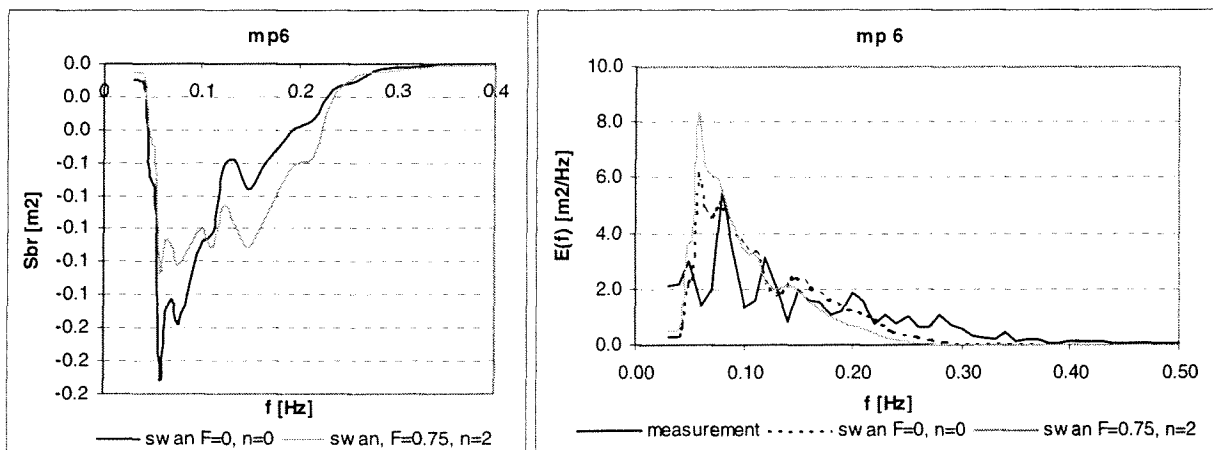 mp6
0.0
0.0
0.0
-0.1
-0.1
-0.1
-0.1
-0.1
-0.2
-0.2
-0.2
0
0.1
0.2
0.3
0.4
Sbr [m2]
f [Hz]
swan F=0, n=0
swan, F=0.75, n=2
mp 6
10.0
8.0
6.0
4.0
2.0
0.0
0.00
0.10
0.20
0.30
0.40
0.50
E(f) [m2/Hz]
f [Hz]
measurement
swan F=0, n=0
swan F=0.75, n=2